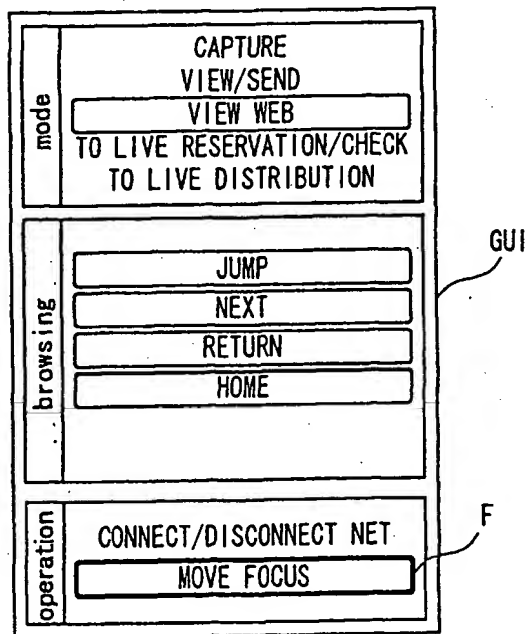 mode
CAPTURE
VIEW/SEND
VIEW WEB
TO LIVE RESERVATION/CHECK
TO LIVE DISTRIBUTION
GUI
browsing
JUMP
NEXT
RETURN
HOME
operation
CONNECT/DISCONNECT NET
F
MOVE FOCUS